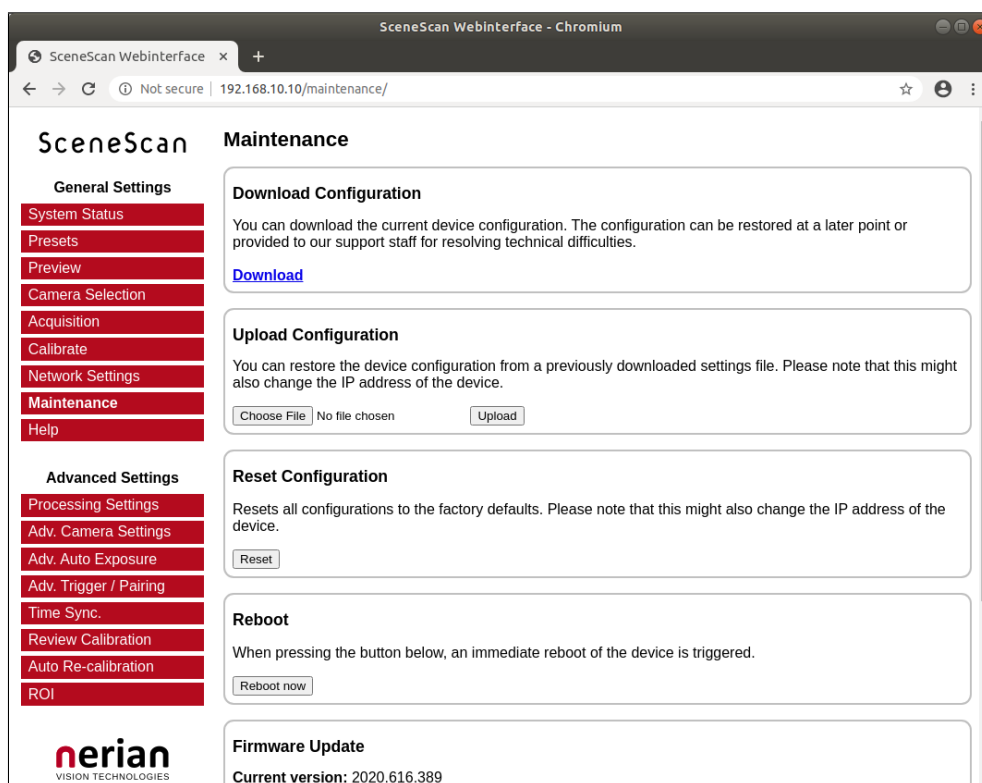 SceneScan Webinterface - Chromium
SceneScan Webinterface
Not secure | 192.168.10.10/maintenance/
SceneScan
General Settings
System Status
Presets
Preview
Camera Selection
Acquisition
Calibrate
Network Settings
Maintenance
Help
Advanced Settings
Processing Settings
Adv. Camera Settings
Adv. Auto Exposure
Adv. Trigger / Pairing
Time Sync.
Review Calibration
Auto Re-calibration
ROI
nerian
VISION TECHNOLOGIES
Maintenance
Download Configuration
You can download the current device configuration. The configuration can be restored at a later point or
provided to our support staff for resolving technical difficulties.
Download
Upload Configuration
You can restore the device configuration from a previously downloaded settings file. Please note that this might
also change the IP address of the device.
Choose File No file chosen Upload
Reset Configuration
Resets all configurations to the factory defaults. Please note that this might also change the IP address of the
device.
Reset
Reboot
When pressing the button below, an immediate reboot of the device is triggered.
Reboot now
Firmware Update
Current version: 2020.616.389